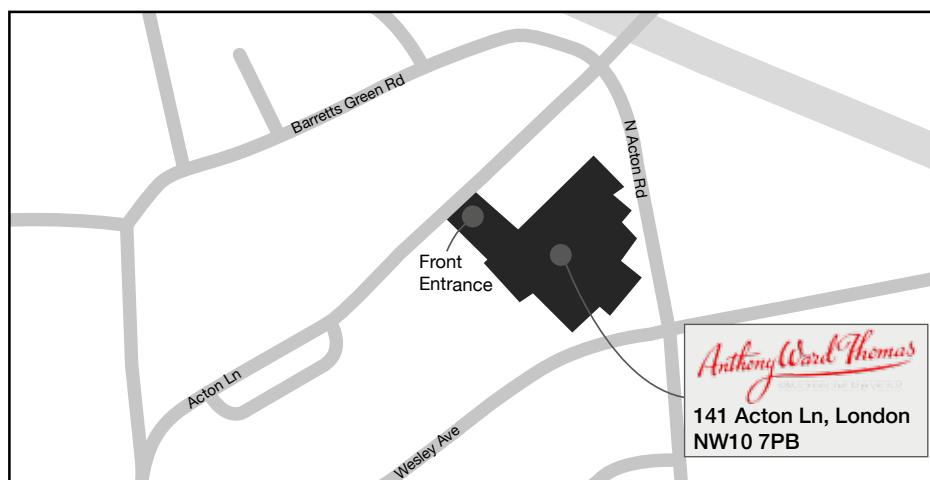 Barretts Green Rd
N Acton Rd
Front
Entrance
Acton Ln
Wesley Ave
Anthony Ward Thomas
141 Acton Ln, London
NW10 7PB